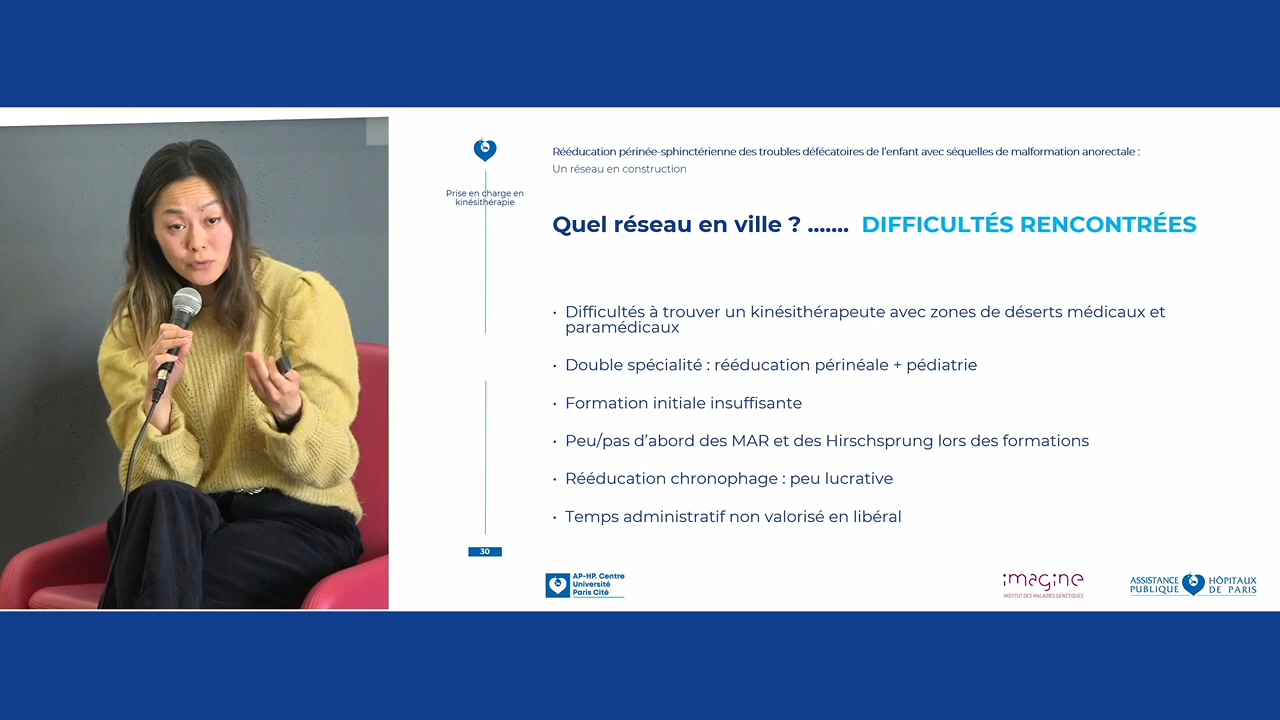 Rééducation périnée-sphinctérienne des troubles défécatoires de l'enfant avec séquelles de malformation anorectale :
Un réseau en construction
Prise en charge en
kinésithérapie
Quel réseau en ville ? ....... DIFFICULTÉS RENCONTRÉES
• Difficultés à trouver un kinésithérapeute avec zones de déserts médicaux et
paramédicaux
• Double spécialité : rééducation périnéale + pédiatrie
• Formation initiale insuffisante
• Peu/pas d'abord des MAR et des Hirschsprung lors des formations
• Rééducation chronophage : peu lucrative
• Temps administratif non valorisé en libéral
30
AP-HP. Centre
Université
Paris Cité
imagine
INSTITUT DES MALADIES GÉNÉTIQUES
ASSISTANCE HÔPITAUX
PUBLIQUE DE PARIS